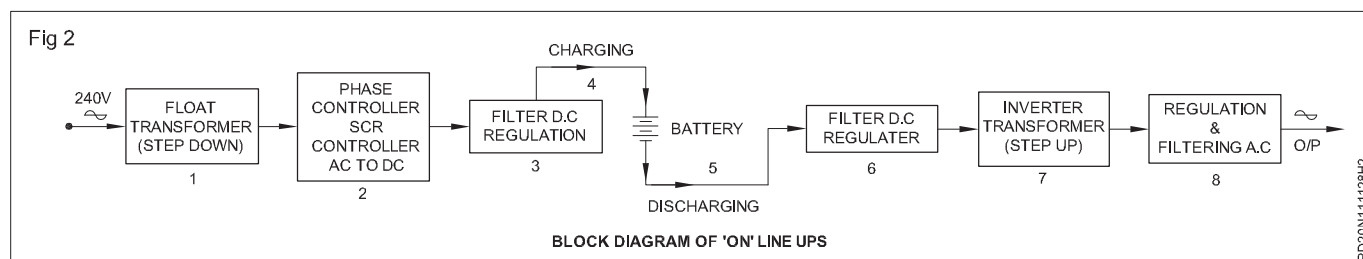 Fig 2
240V
FLOAT
TRANSFORMER
(STEP DOWN)
1
PHASE
CONTROLLER
SCR
CONTROLLER
AC TO DC
2
FILTER D.C
REGULATION
3
CHARGING
4
BATTERY
5
DISCHARGING
FILTER D.C
REGULATER
6
INVERTER
TRANSFORMER
(STEP UP)
7
REGULATION
&
FILTERING A.C
8
O/P
BLOCK DIAGRAM OF 'ON' LINE UPS